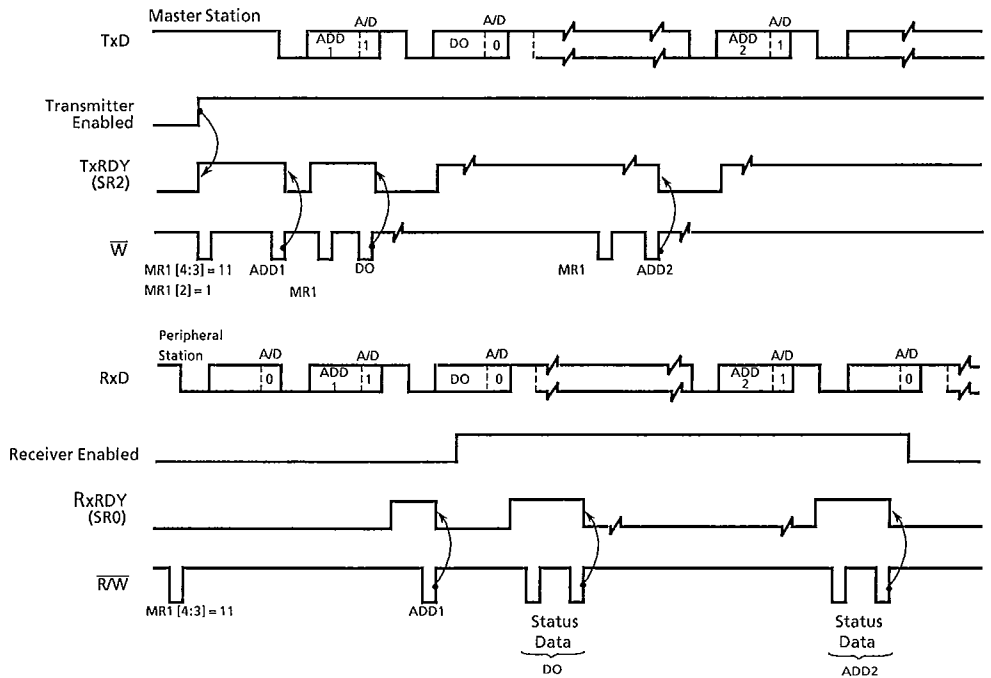 Master Station
A/D A/D A/D
TxD ADD 1 1 DO 0 ADD 2 1
Transmitter
Enabled
TxRDY
(SR2)
W
MR1 [4:3] = 11 ADD1 DO MR1 ADD2
MR1 [2] = 1 MR1
Peripheral
Station
A/D A/D A/D A/D A/D
RxD 0 ADD 1 1 DO 0 ADD 2 1 0
Receiver Enabled
RxRDY
(SR0)
R/W
MR1 [4:3] = 11 ADD1 Status Status
Data Data
DO ADD2